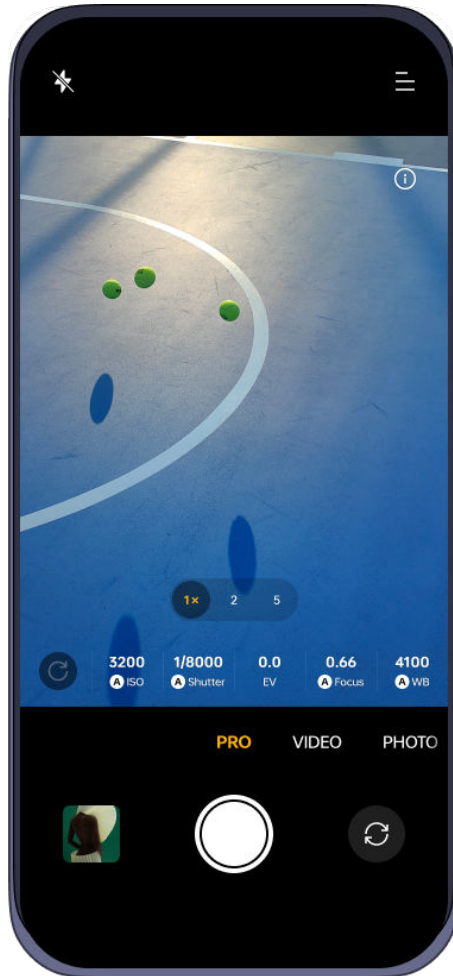 1× 2 5
3200 1/8000 0.0 0.66 4100
A ISO A Shutter EV A Focus A WB
PRO VIDEO PHOTO